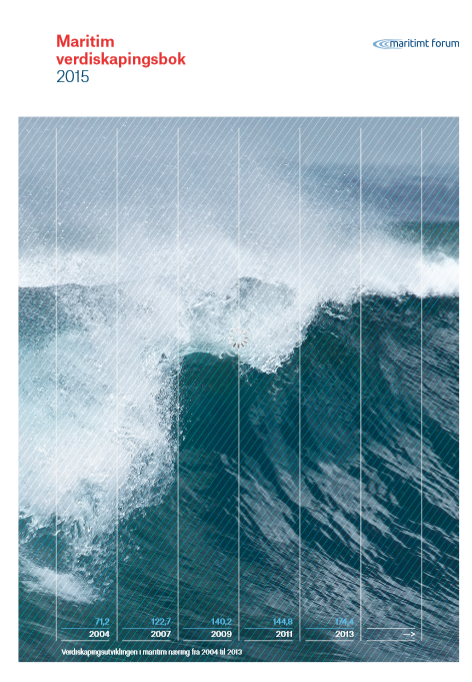 Maritim
verdiskapingsbok
2015
maritimt forum
71,2 122,7 140,2 144,8 174,4
2004 2007 2009 2011 2013 —>
Verdiskapingsutviklingen i maritim næring fra 2004 til 2013